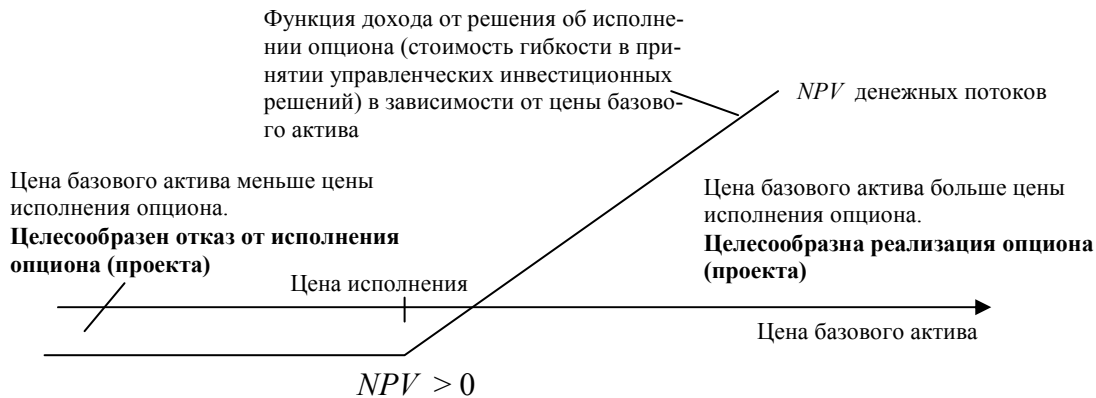 Функция дохода от решения об исполне-
нии опциона (стоимость гибкости в при-
нятии управленческих инвестиционных
решений) в зависимости от цены базово-
го актива
NPV денежных потоков
Цена базового актива меньше цены
исполнения опциона.
Целесообразен отказ от исполнения
опциона (проекта)
Цена базового актива больше цены
исполнения опциона.
Целесообразна реализация опциона
(проекта)
Цена исполнения
Цена базового актива
NPV > 0